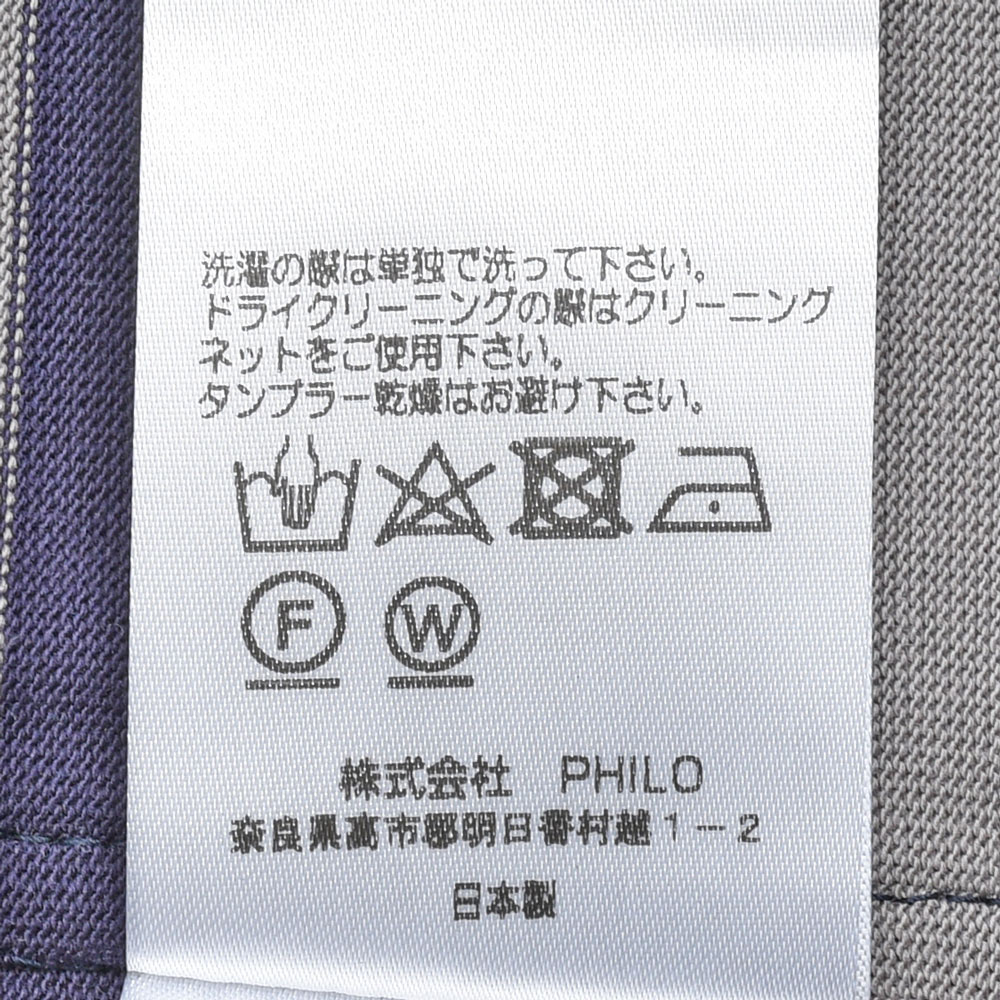 洗濯の際は単独で洗って下さい。
ドライクリーニングの際はクリーニング
ネットをご使用下さい。
タンブラー乾燥はお避け下さい。
F W
株式会社 PHILO
奈良県高市郡明日香村越1－2
日本製